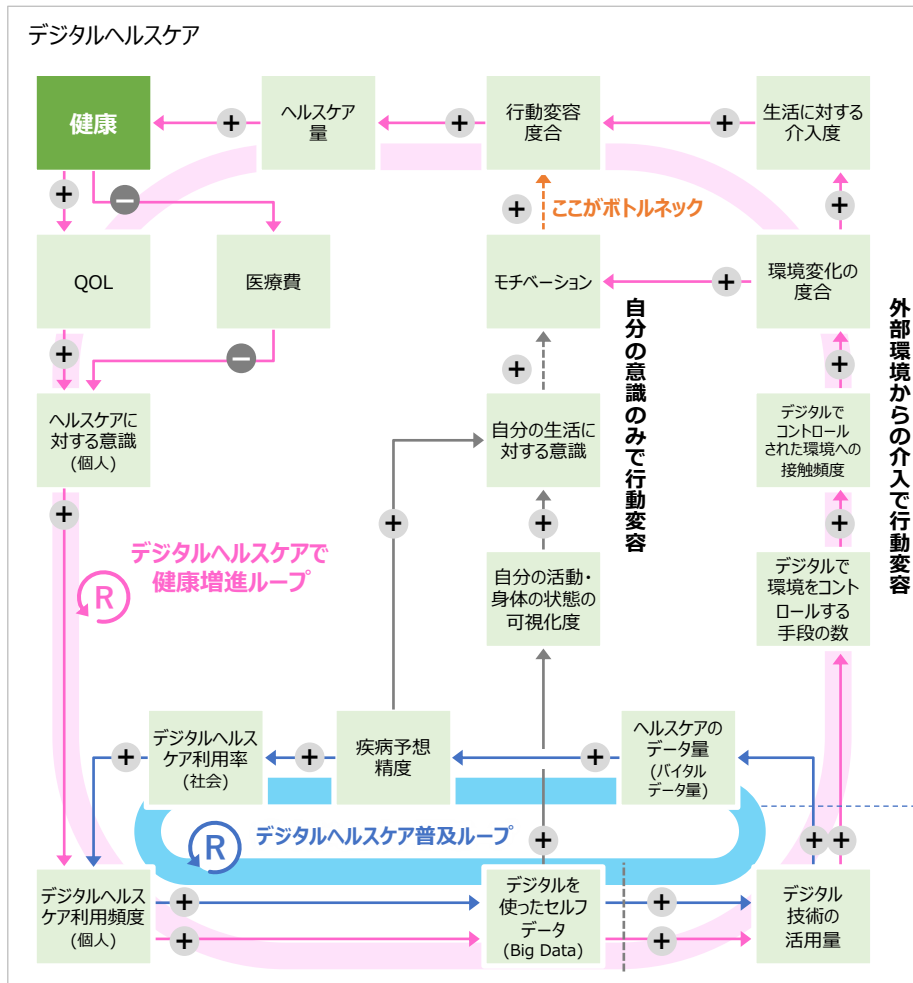 デジタルヘルスケア
健康
ヘルスケア
量
行動変容
度合
生活に対する
介入度
+
+
+
+
−
+
ここがボトルネック
+
QOL
医療費
モチベーション
+
環境変化の
度合
自分の意識のみで行動変容
外部環境からの介入で行動変容
+
−
+
+
ヘルスケアに
対する意識
(個人)
自分の生活に
対する意識
デジタルで
コントロール
された環境への
接触頻度
+
+
+
+
デジタルヘルスケアで
健康増進ループ
R
自分の活動・
身体の状態の
可視化度
デジタルで
環境をコント
ロールする
手段の数
デジタルヘルス
ケア利用率
(社会)
疾病予想
精度
ヘルスケアの
データ量
(バイタル
データ量)
+
+
+
R
デジタルヘルスケア普及ループ
+
+
+
デジタルヘルス
ケア利用頻度
(個人)
デジタルを
使ったセルフ
データ
(Big Data)
デジタル
技術の
活用量
+
+
+
+